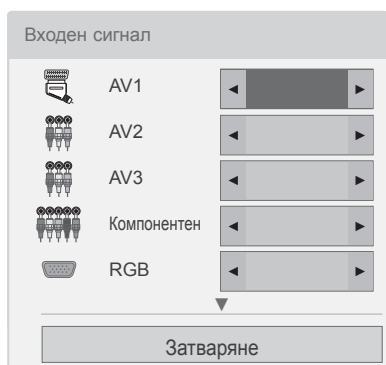 Входен сигнал
AV1
AV2
AV3
Компонентен
RGB
Затваряне